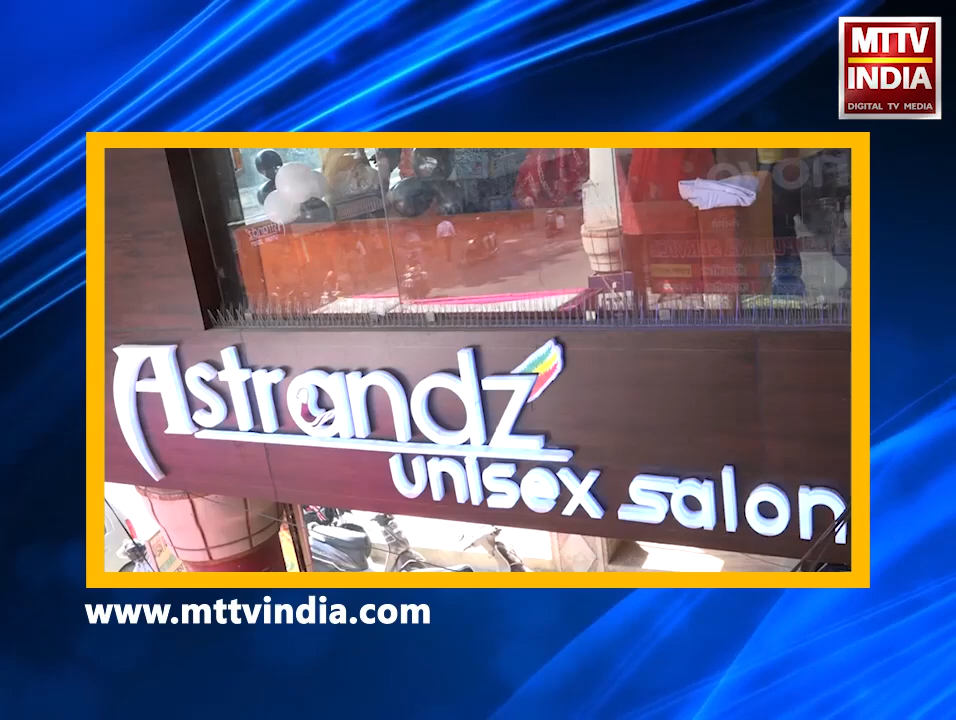 MTTV
INDIA
DIGITAL TV MEDIA
Astrandz
unisex salon
www.mttvindia.com